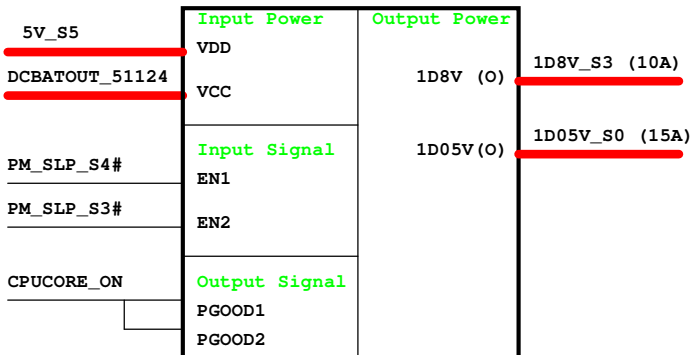 Input Power Output Power
5V_S5
VDD
1D8V_S3 (10A)
DCBATOUT_51124
1D8V (O)
VCC
1D05V_S0 (15A)
Input Signal
1D05V(O)
PM_SLP_S4#
EN1
PM_SLP_S3#
EN2
CPUCORE_ON
Output Signal
PGOOD1
PGOOD2